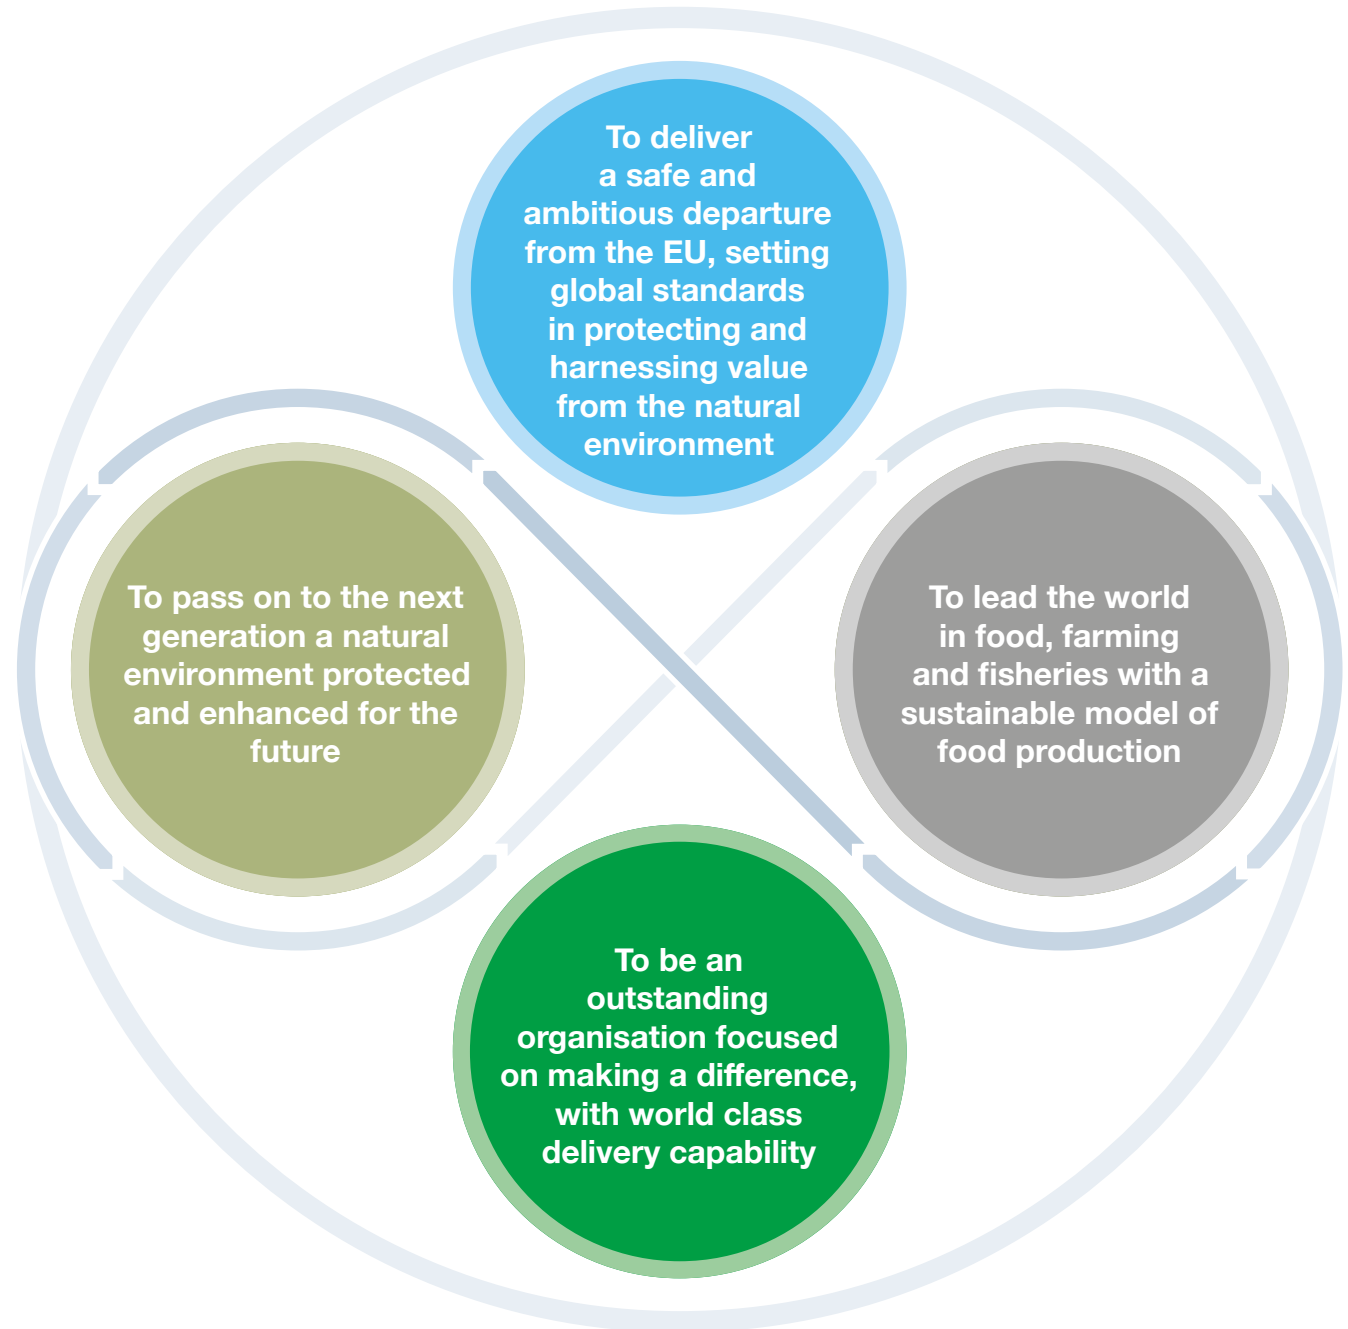 To deliver
a safe and
ambitious departure
from the EU, setting
global standards
in protecting and
harnessing value
from the natural
environment
To pass on to the next
generation a natural
environment protected
and enhanced for the
future
To lead the world
in food, farming
and fisheries with a
sustainable model of
food production
To be an
outstanding
organisation focused
on making a difference,
with world class
delivery capability